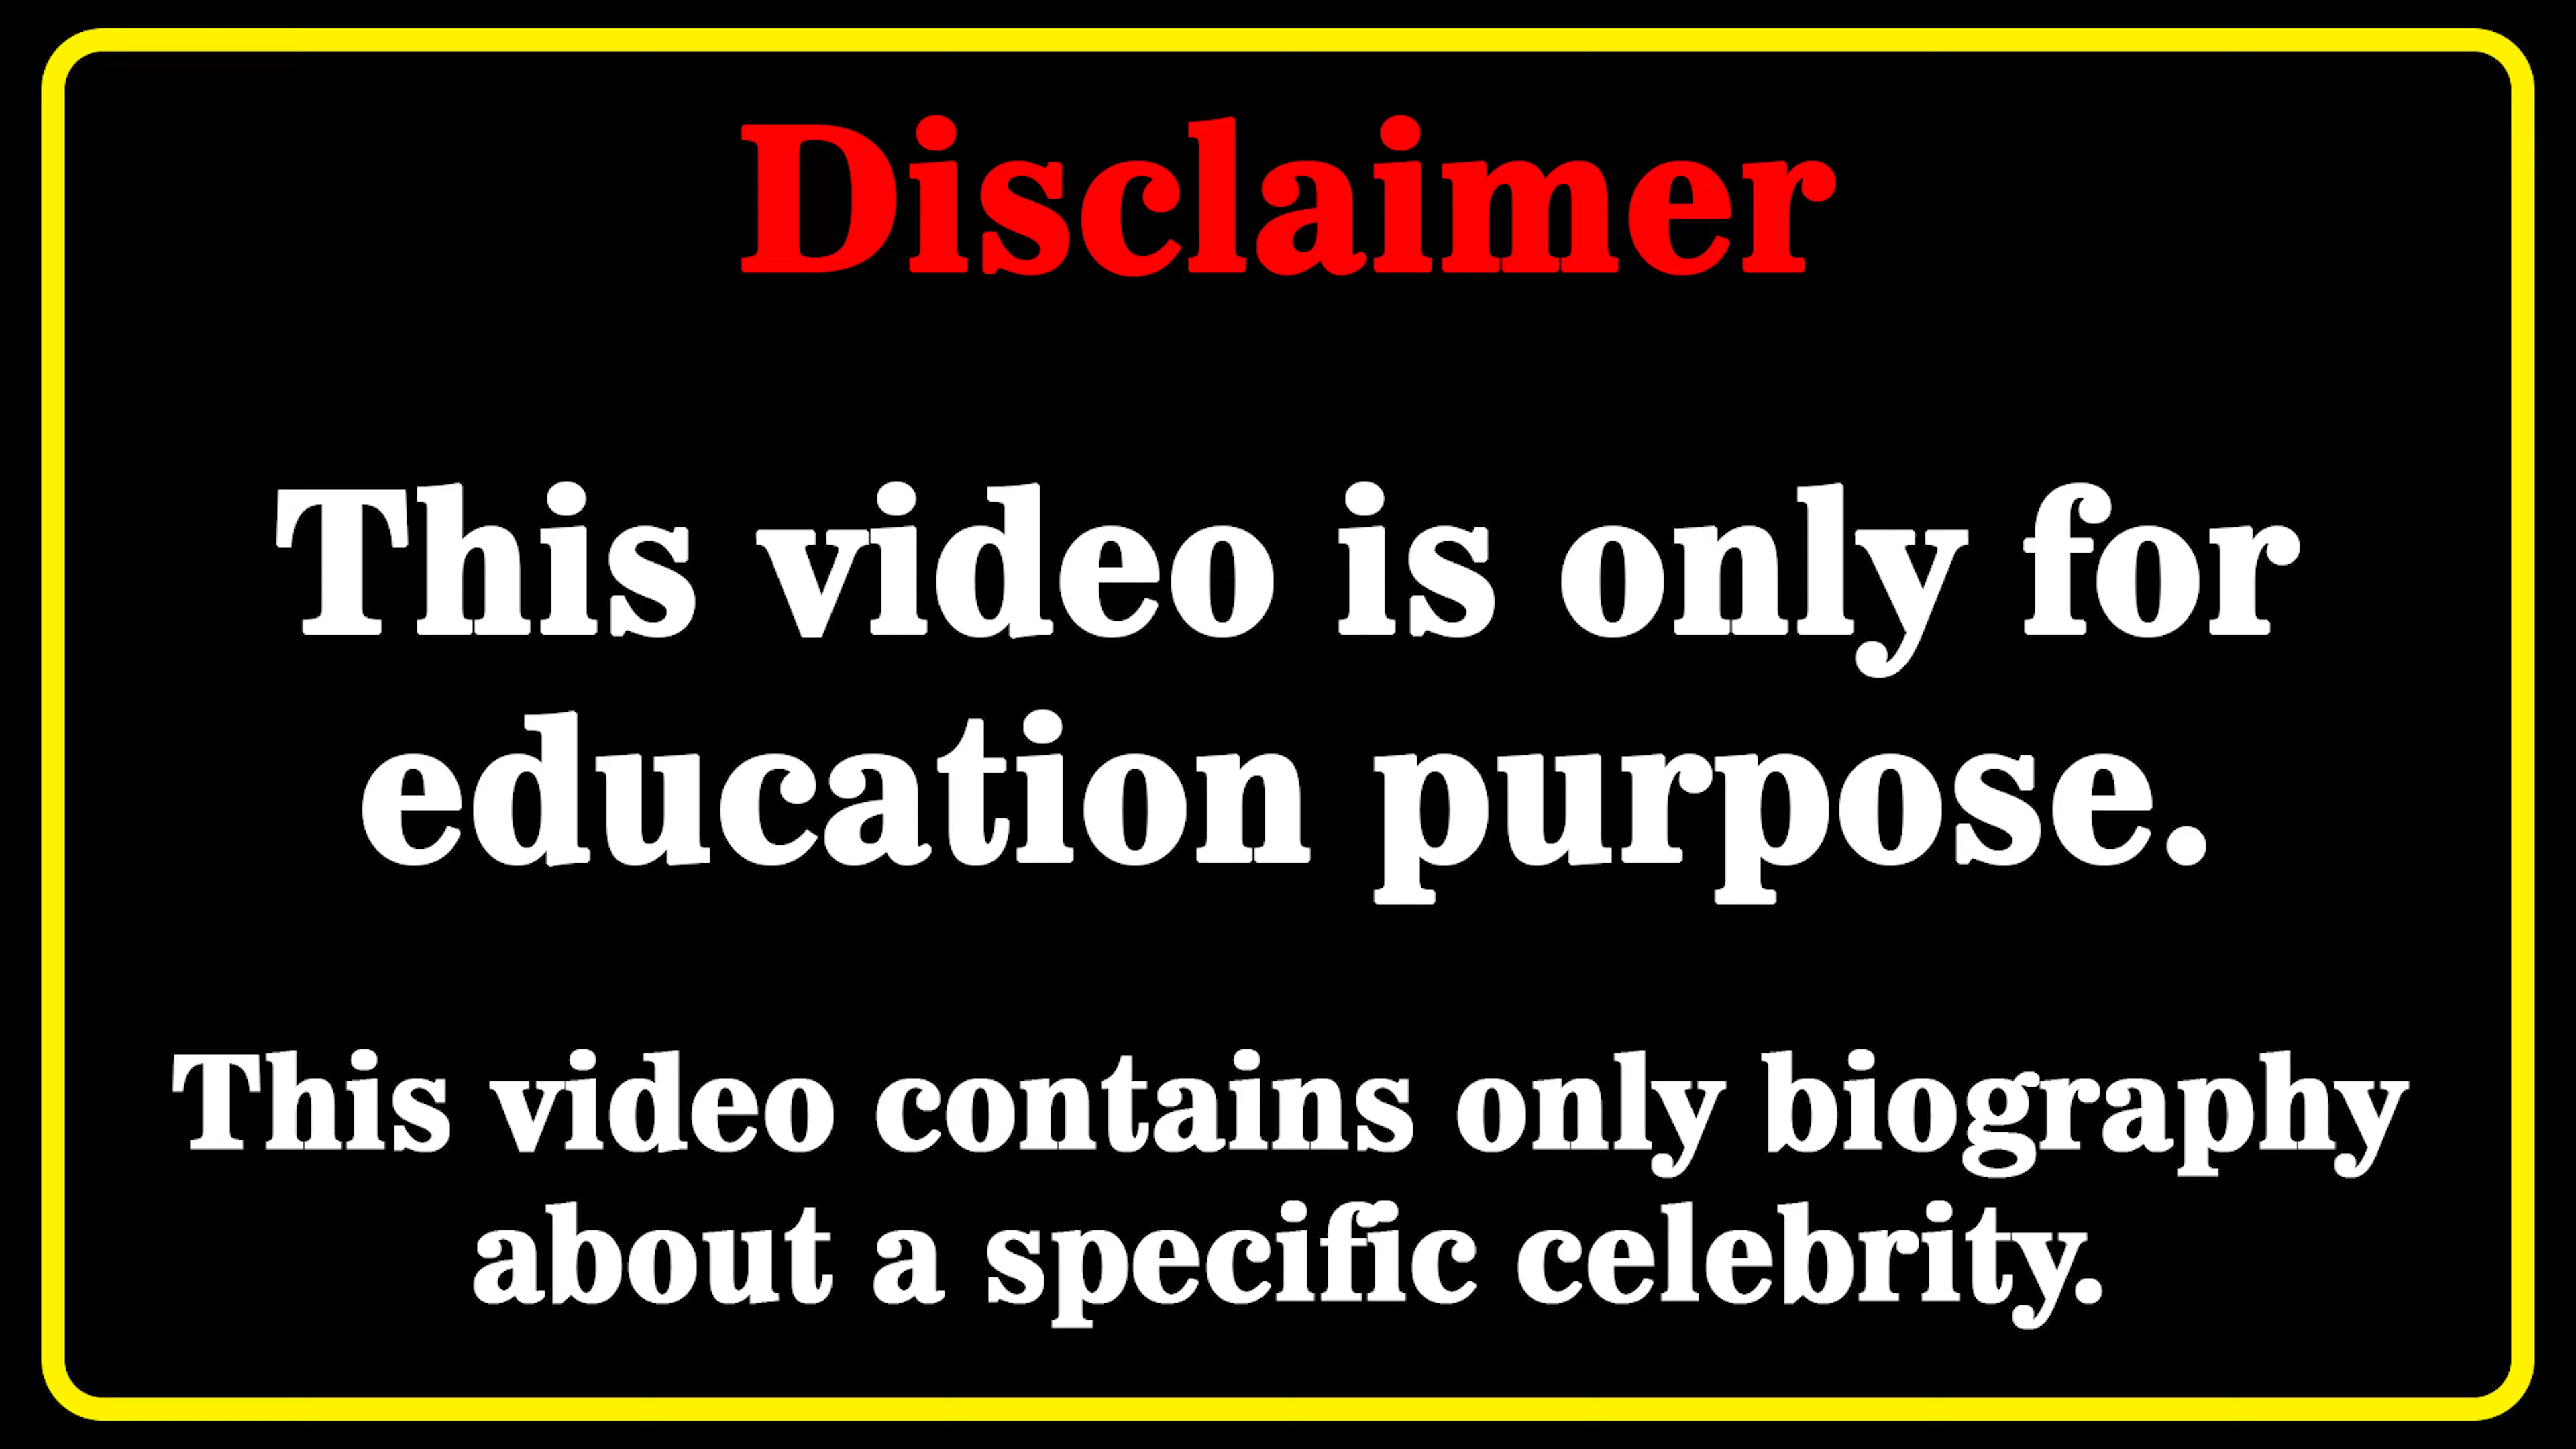 Disclaimer
This video is only for
education purpose.
This video contains only biography
about a specific celebrity.